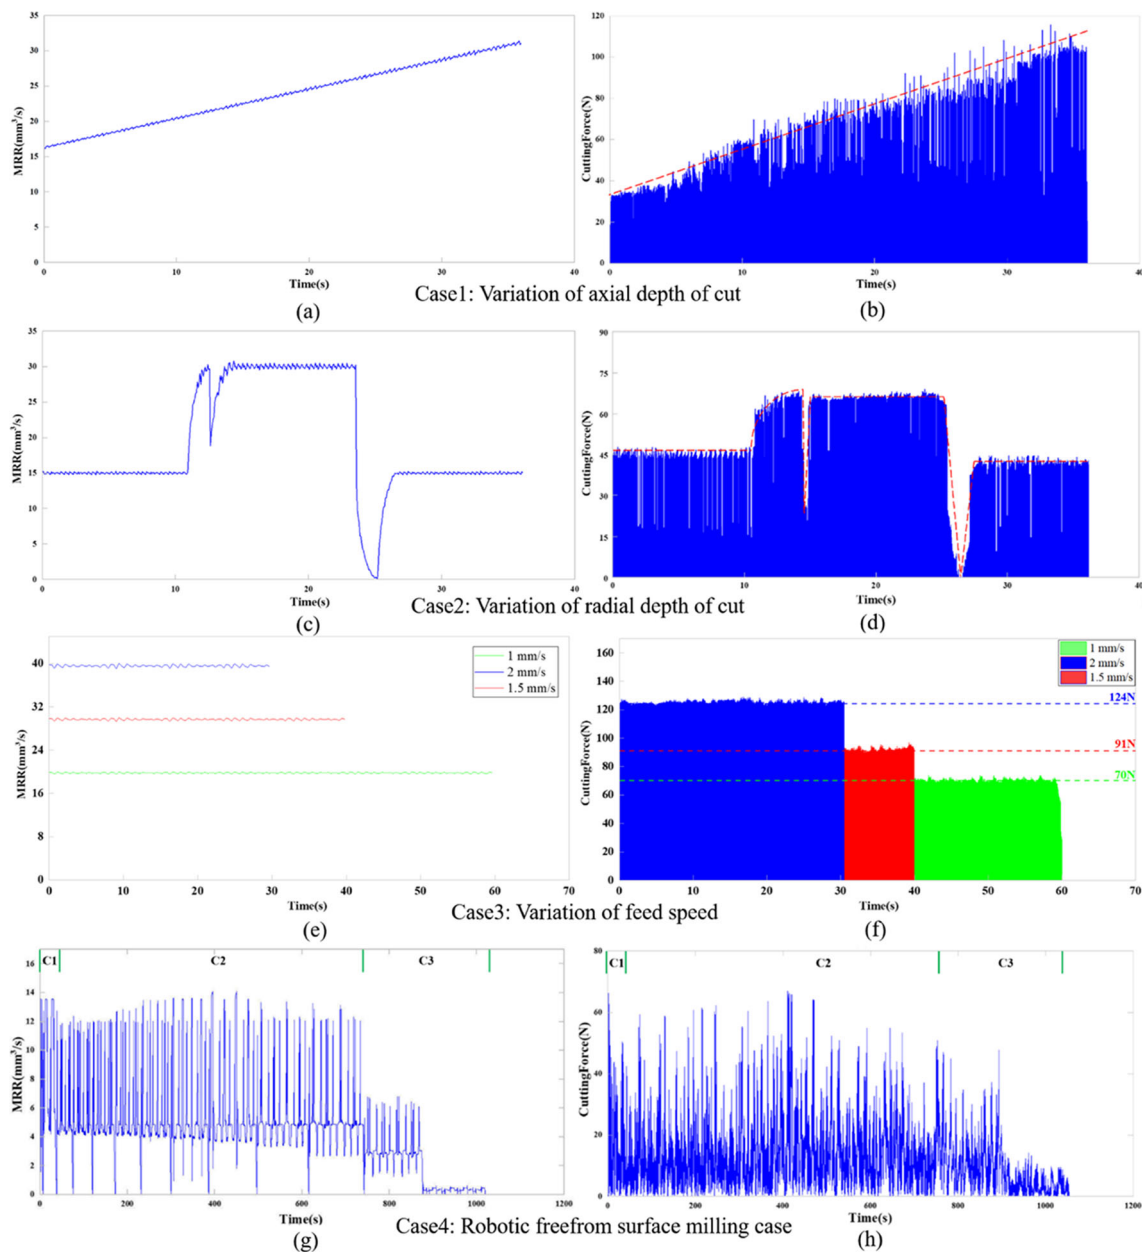 35
30
25
20
15
10
5
0
MRR(mm³/s)
0 10 20 30 40
Time(s)
(a)
120
100
80
60
40
20
0
CuttingForce(N)
0 10 20 30 40
Time(s)
(b)
Case1: Variation of axial depth of cut
35
30
25
20
15
10
5
0
MRR(mm³/s)
0 10 20 30 40
Time(s)
(c)
90
75
60
45
30
15
0
CuttingForce(N)
0 10 20 30 40
Time(s)
(d)
Case2: Variation of radial depth of cut
40
32
24
16
8
0
MRR(mm³/s)
1 mm/s
2 mm/s
1.5 mm/s
0 10 20 30 40 50 60 70
Time(s)
(e)
160
140
120
100
80
60
40
20
0
CuttingForce(N)
1 mm/s
2 mm/s
1.5 mm/s
124N
91N
70N
0 10 20 30 40 50 60 70
Time(s)
(f)
Case3: Variation of feed speed
16
14
12
10
8
6
4
2
0
MRR(mm³/s)
C1 C2 C3
0 200 400 600 800 1000 1200
Time(s)
(g)
80
60
40
20
0
CuttingForce(N)
C1 C2 C3
0 200 400 600 800 1000 1200
Time(s)
(h)
Case4: Robotic freefrom surface milling case